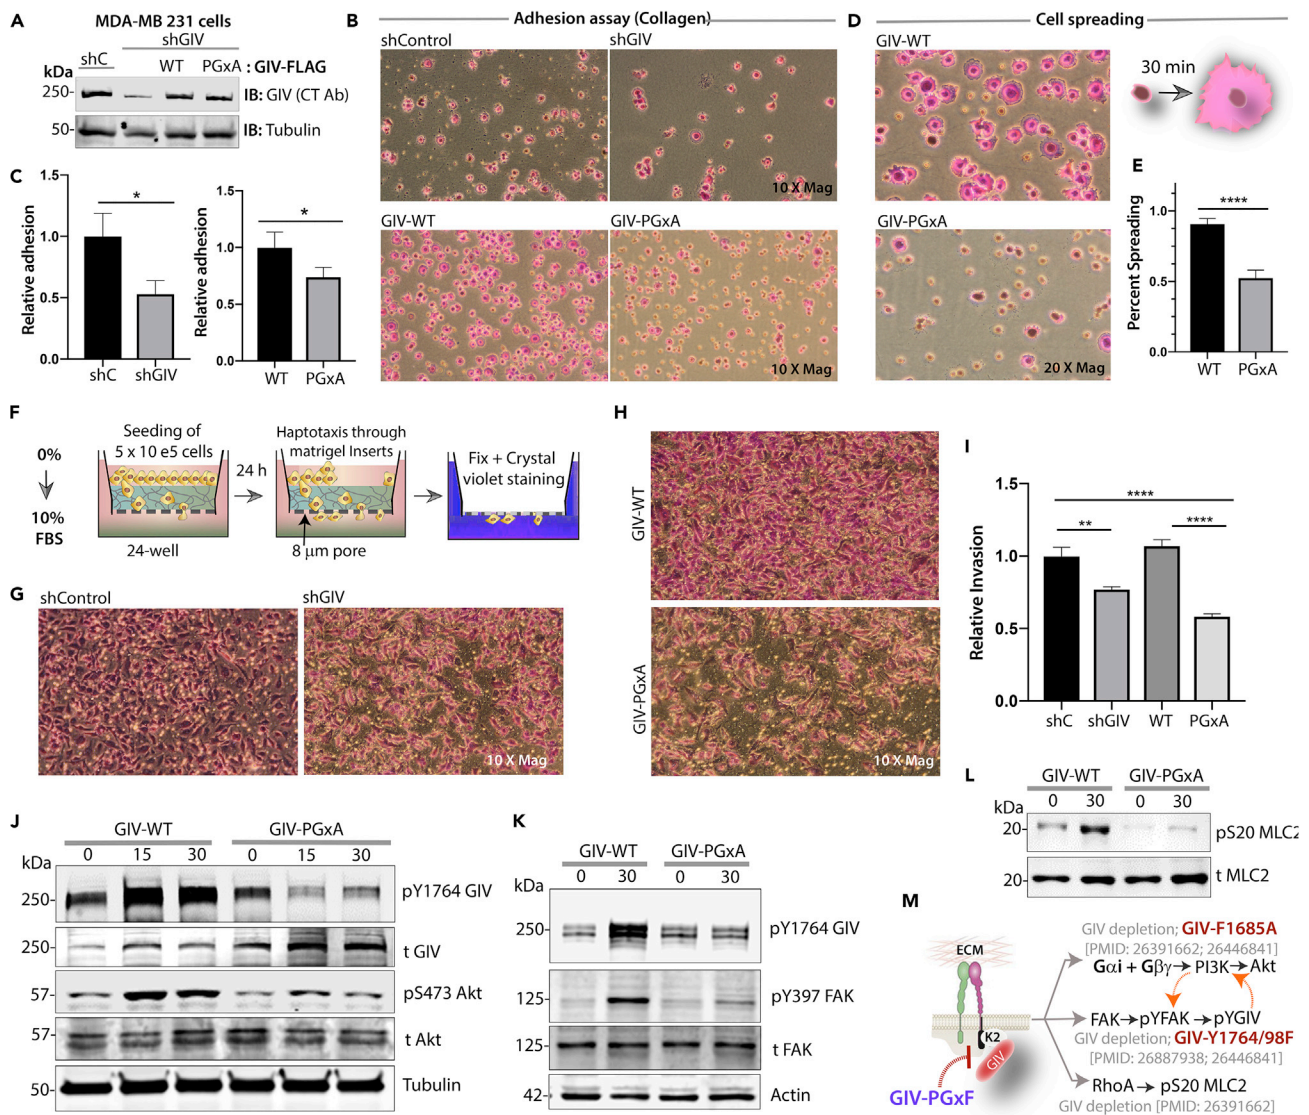 A
MDA-MB 231 cells
shGIV
shC
WT PGxA : GIV-FLAG
kDa
250- IB: GIV (CT Ab)
50- IB: Tubulin
B
Adhesion assay (Collagen)
shControl shGIV
10 X Mag
GIV-WT GIV-PGxA
10 X Mag
C
Relative adhesion
1.5
1.0
0.5
0.0
*
shC shGIV
Relative adhesion
1.5
1.0
0.5
0.0
*
WT PGxA
D
Cell spreading
GIV-WT
30 min
GIV-PGxA
20 X Mag
E
Percent Spreading
1.0
0.5
0.0
****
WT PGxA
F
0%
10%
FBS
Seeding of
5 x 10 e5 cells
24-well
24 h
Haptotaxis through
matrigel Inserts
8 μm pore
Fix + Crystal
violet staining
G
shControl shGIV
10 X Mag
H
GIV-WT
GIV-PGxA
10 X Mag
I
Relative Invasion
1.5
1.0
0.5
0.0
****
** ****
shC shGIV WT PGxA
J
GIV-WT GIV-PGxA
0 15 30 0 15 30
kDa
250- pY1764 GIV
250- t GIV
57- pS473 Akt
57- t Akt
50- Tubulin
K
GIV-WT GIV-PGxA
0 30 0 30
kDa
250- pY1764 GIV
125- pY397 FAK
125- t FAK
42- Actin
L
GIV-WT GIV-PGxA
0 30 0 30
kDa
20- pS20 MLC2
20- t MLC2
M
ECM
K2
GIV
GIV-PGxF
GIV depletion; GIV-F1685A
[PMID: 26391662; 26446841]
Gαi + Gβγ PI3K Akt
FAK pYFAK pYGIV
GIV depletion; GIV-Y1764/98F
[PMID: 26887938; 26446841]
RhoA pS20 MLC2
GIV depletion [PMID: 26391662]